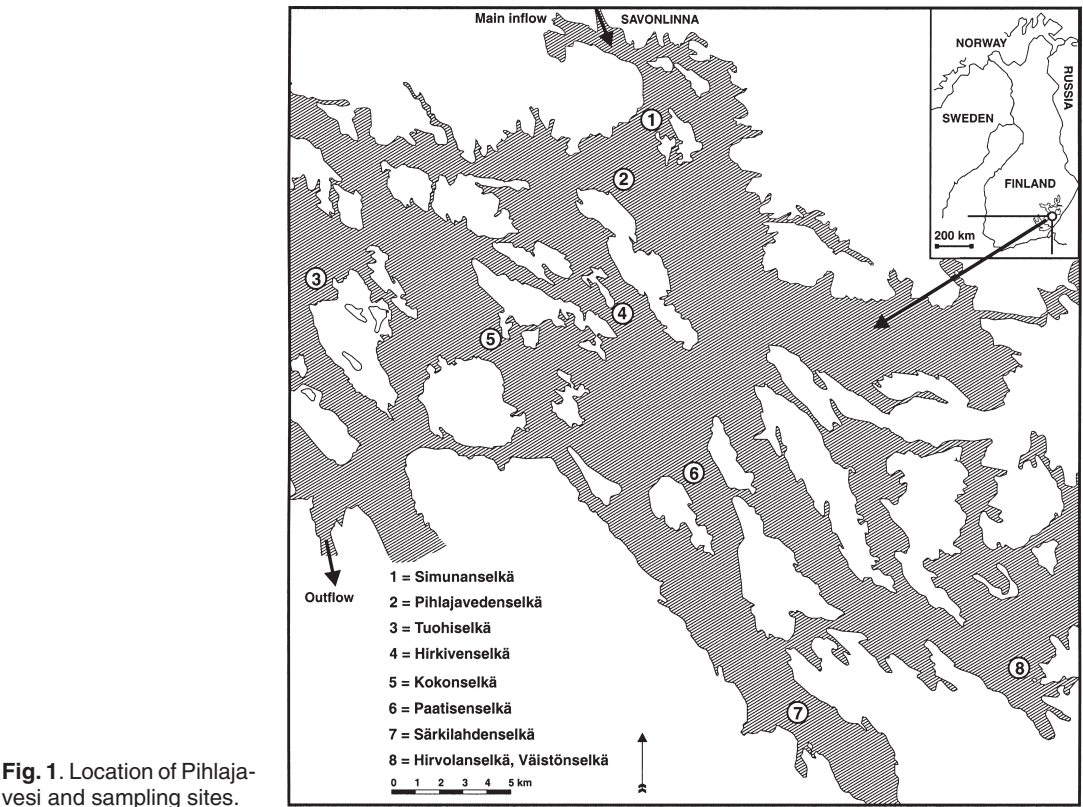 Main inflow
SAVONLINNA
NORWAY
RUSSIA
SWEDEN
FINLAND
200 km
1
2
3
4
5
6
7
8
Outflow
1 = Simunanselkä
2 = Pihlajavedenselkä
3 = Tuohiselkä
4 = Hirkivenselkä
5 = Kokonselkä
6 = Paatisenselkä
7 = Särkilahdenselkä
8 = Hirvolanselkä, Väistönselkä
0 1 2 3 4 5 km
Fig. 1. Location of Pihlaja-
vesi and sampling sites.